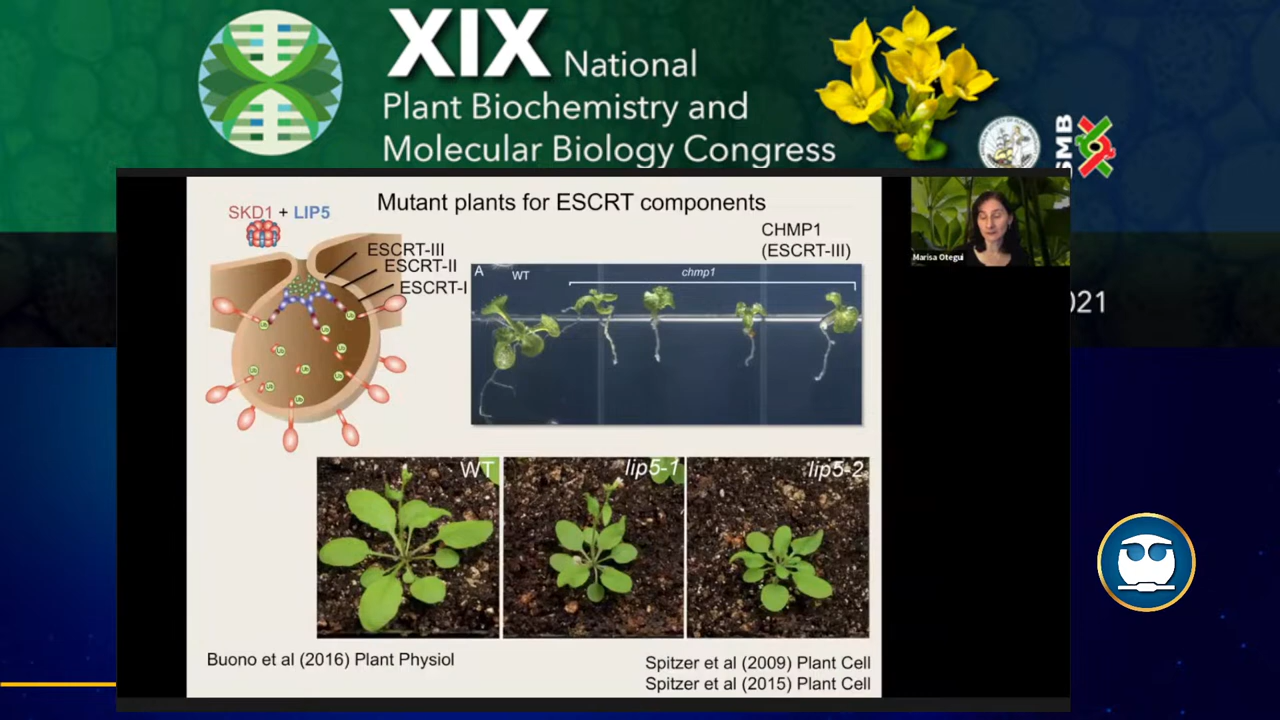 XIX National
Plant Biochemistry and
Molecular Biology Congress
SMB
Mutant plants for ESCRT components
SKD1 + LIP5
ESCRT-III
ESCRT-II
ESCRT-I
CHMP1
(ESCRT-III)
A
WT
chmp1
Marisa Otegui
021
WT
lip5-1
lip5-2
Buono et al (2016) Plant Physiol
Spitzer et al (2009) Plant Cell
Spitzer et al (2015) Plant Cell